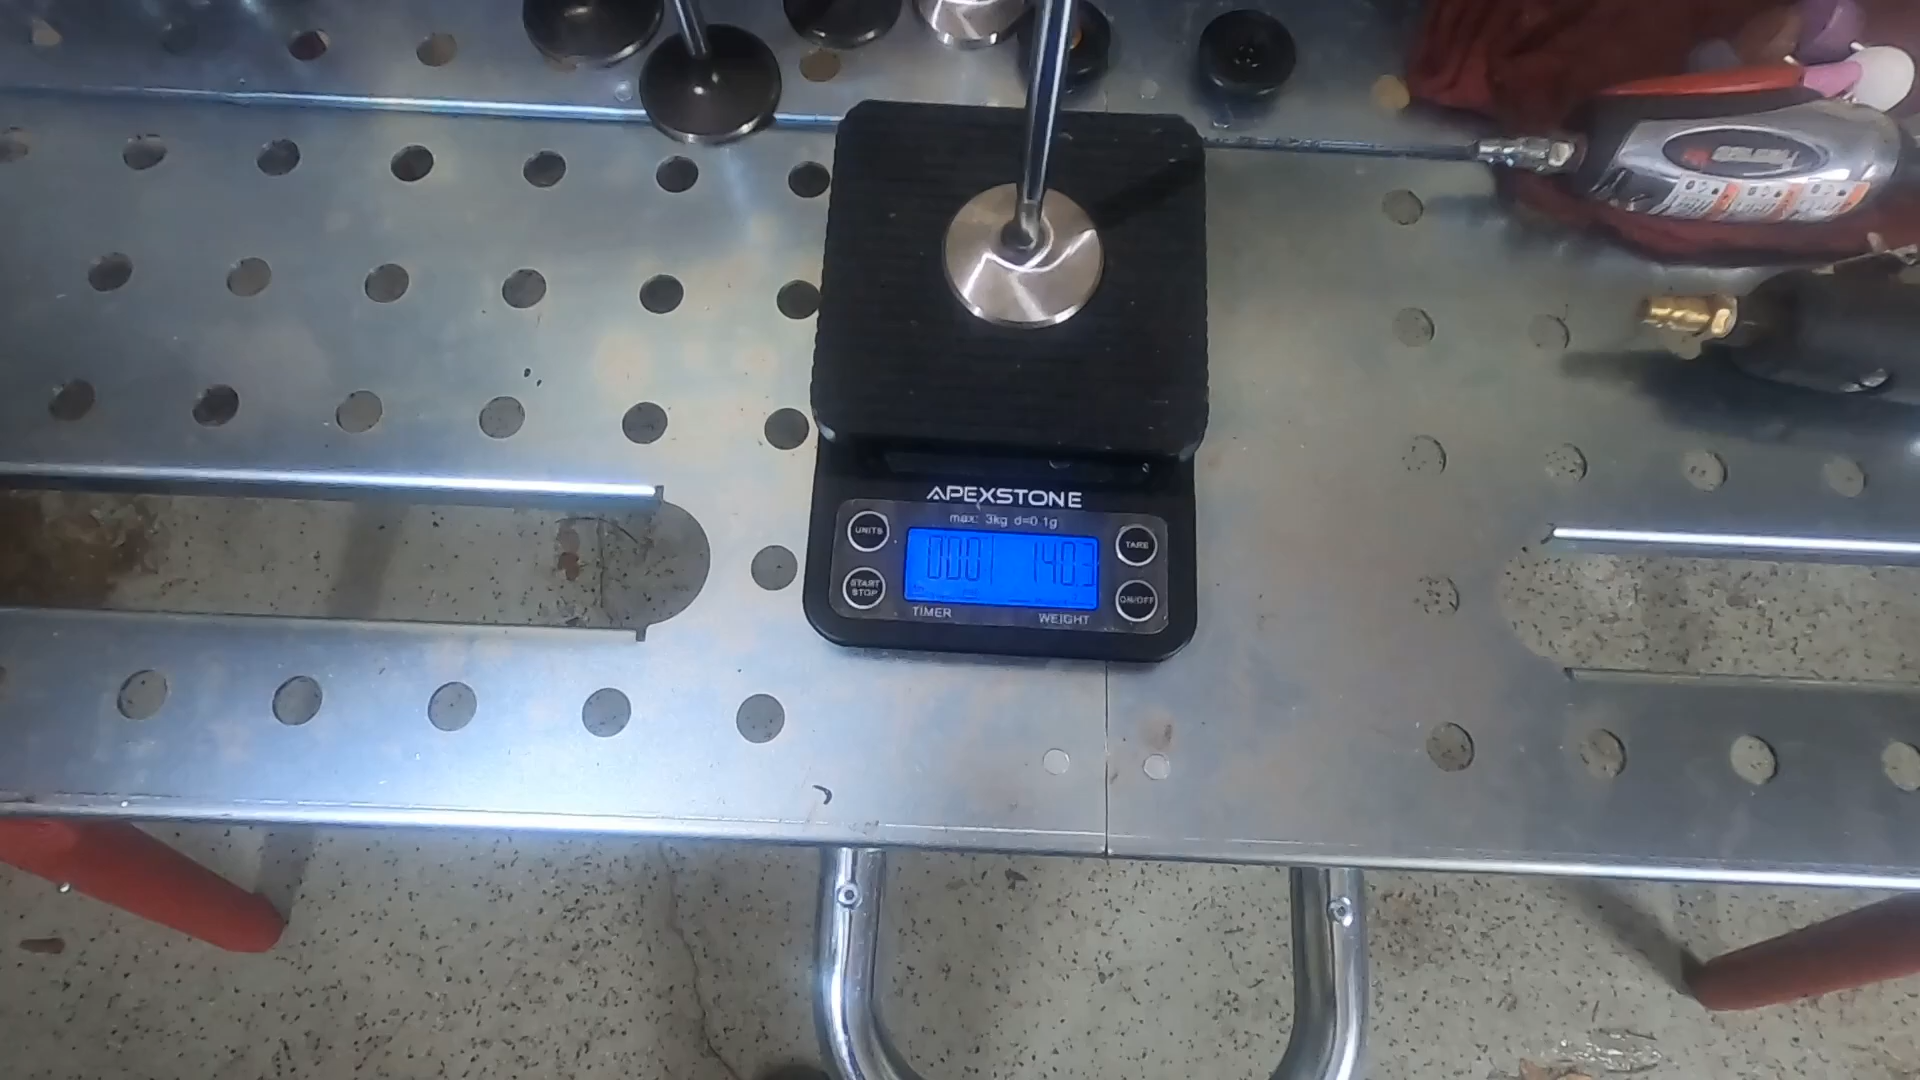 APEXSTONE
max: 3kg d=0.1g
UNITS
TARE
0001 140.3
START
STOP
ON/OFF
TIMER
WEIGHT